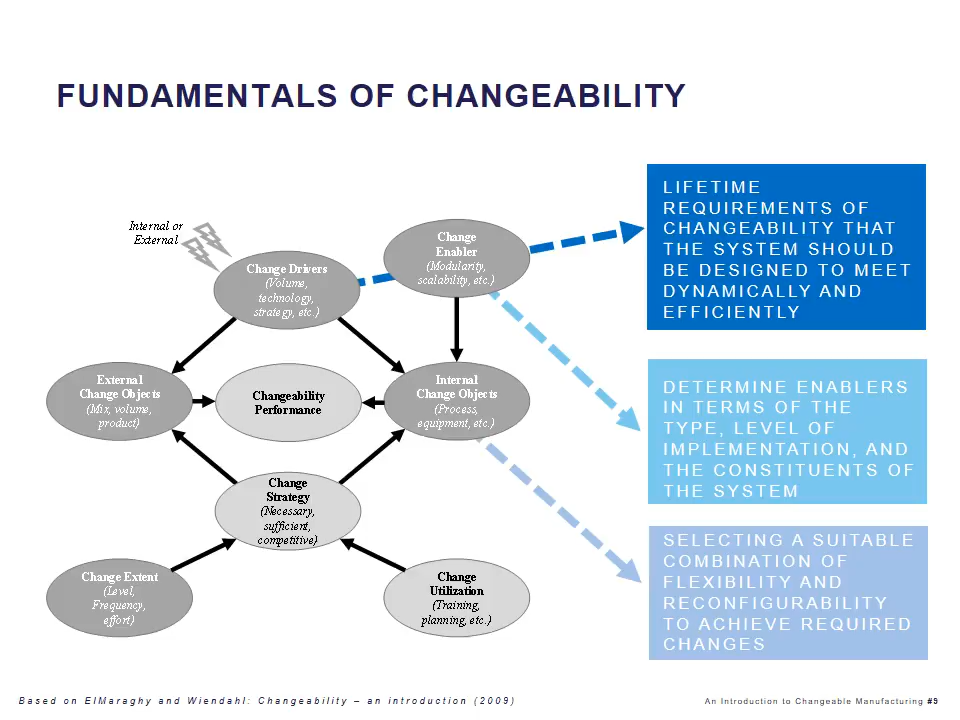 FUNDAMENTALS OF CHANGEABILITY
Internal or
External
Change Drivers
(Volume,
technology,
strategy, etc.)
Change
Enabler
(Modularity,
scalability, etc.)
External
Change Objects
(Mix, volume,
product)
Changeability
Performance
Internal
Change Objects
(Process,
equipment, etc.)
Change
Strategy
(Necessary,
sufficient,
competitive)
Change Extent
(Level,
Frequency,
effort)
Change
Utilization
(Training,
planning, etc.)
LIFETIME
REQUIREMENTS OF
CHANGEABILITY THAT
THE SYSTEM SHOULD
BE DESIGNED TO MEET
DYNAMICALLY AND
EFFICIENTLY
DETERMINE ENABLERS
IN TERMS OF THE
TYPE, LEVEL OF
IMPLEMENTATION, AND
THE CONSTITUENTS OF
THE SYSTEM
SELECTING A SUITABLE
COMBINATION OF
FLEXIBILITY AND
RECONFIGURABILITY
TO ACHIEVE REQUIRED
CHANGES
Based on ElMaraghy and Wiendahl: Changeability – an introduction (2009)
An Introduction to Changeable Manufacturing #9